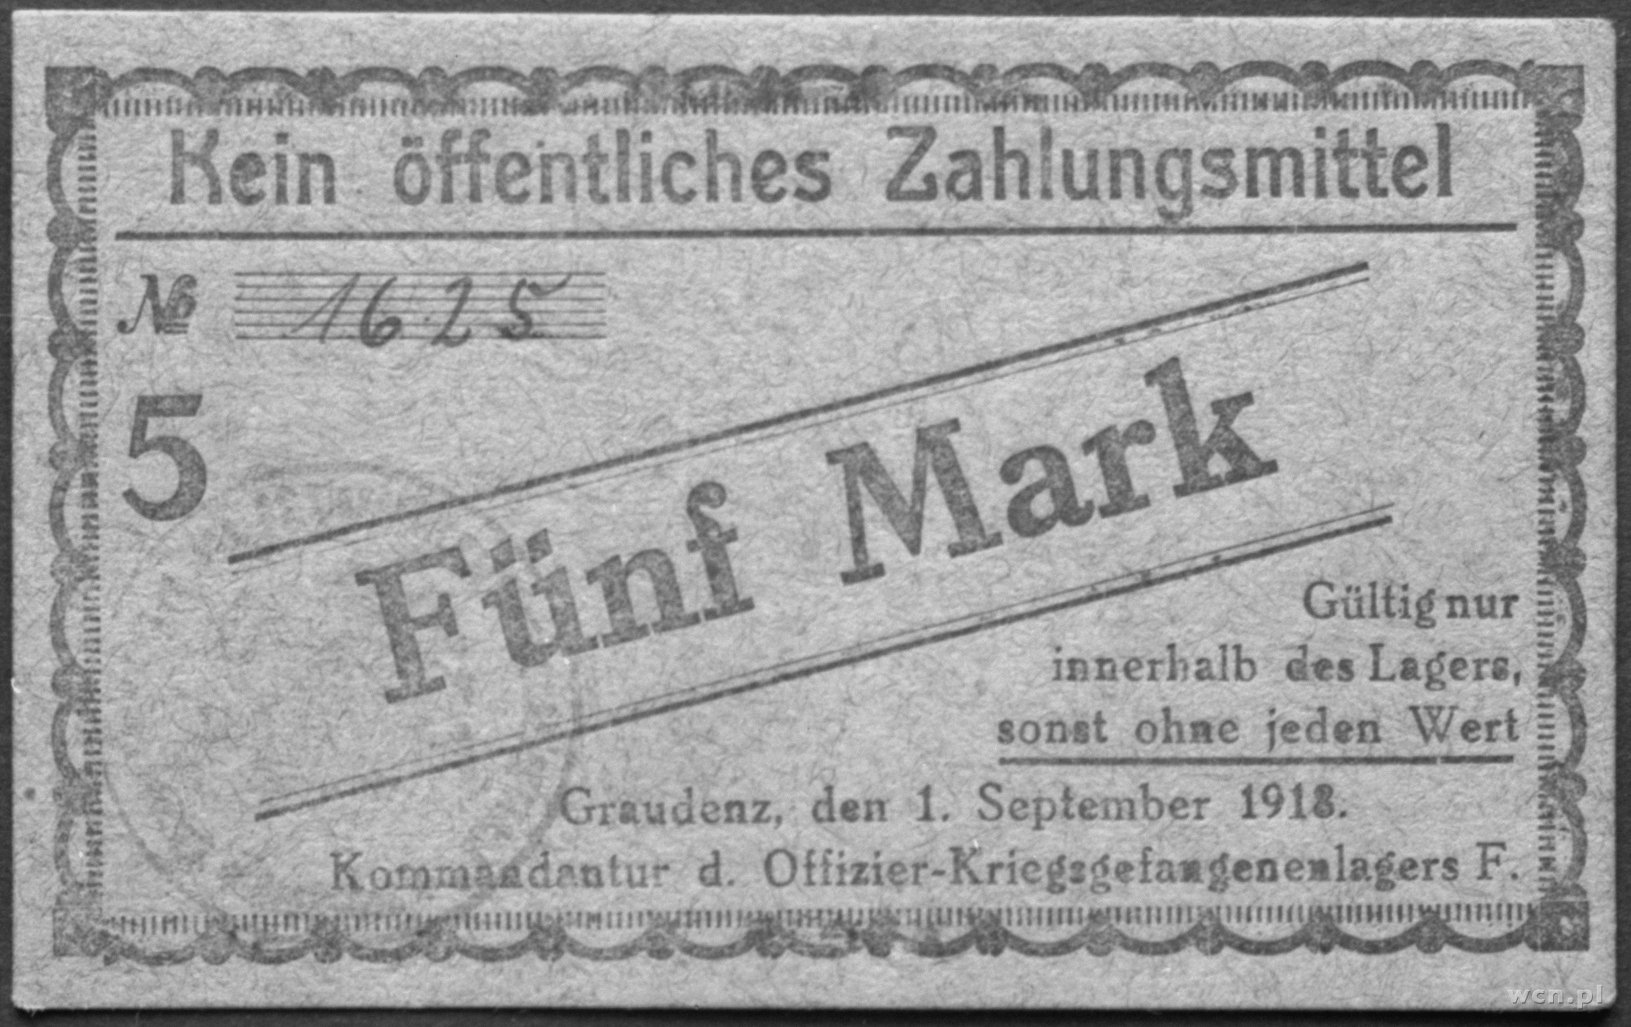 Kein öffentliches Zahlungsmittel
№ 1625
5
Fünf Mark
Gültig nur
innerhalb des Lagers,
sonst ohne jeden Wert
Graudenz, den 1. September 1918.
Kommandantur d. Offizier-Kriegsgefangenenlagers F.
wcn.pl